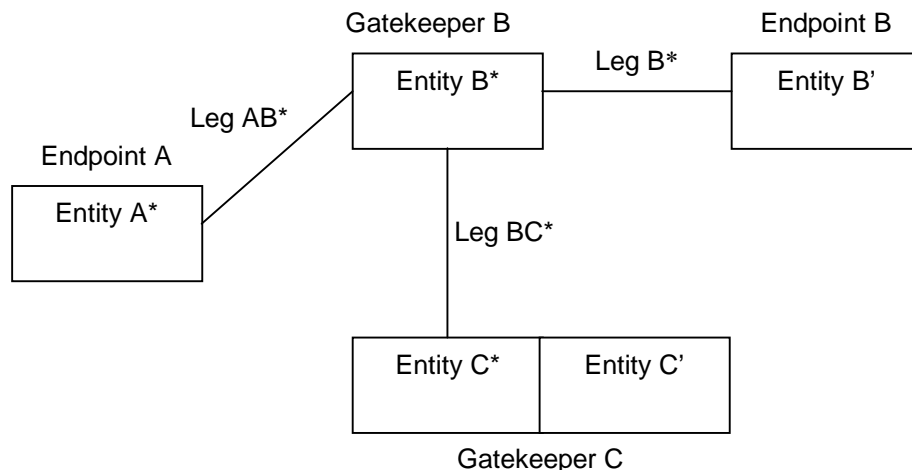 Gatekeeper B
Endpoint B
Entity B*
Leg B*
Entity B’
Leg AB*
Endpoint A
Entity A*
Leg BC*
Entity C*
Entity C’
Gatekeeper C